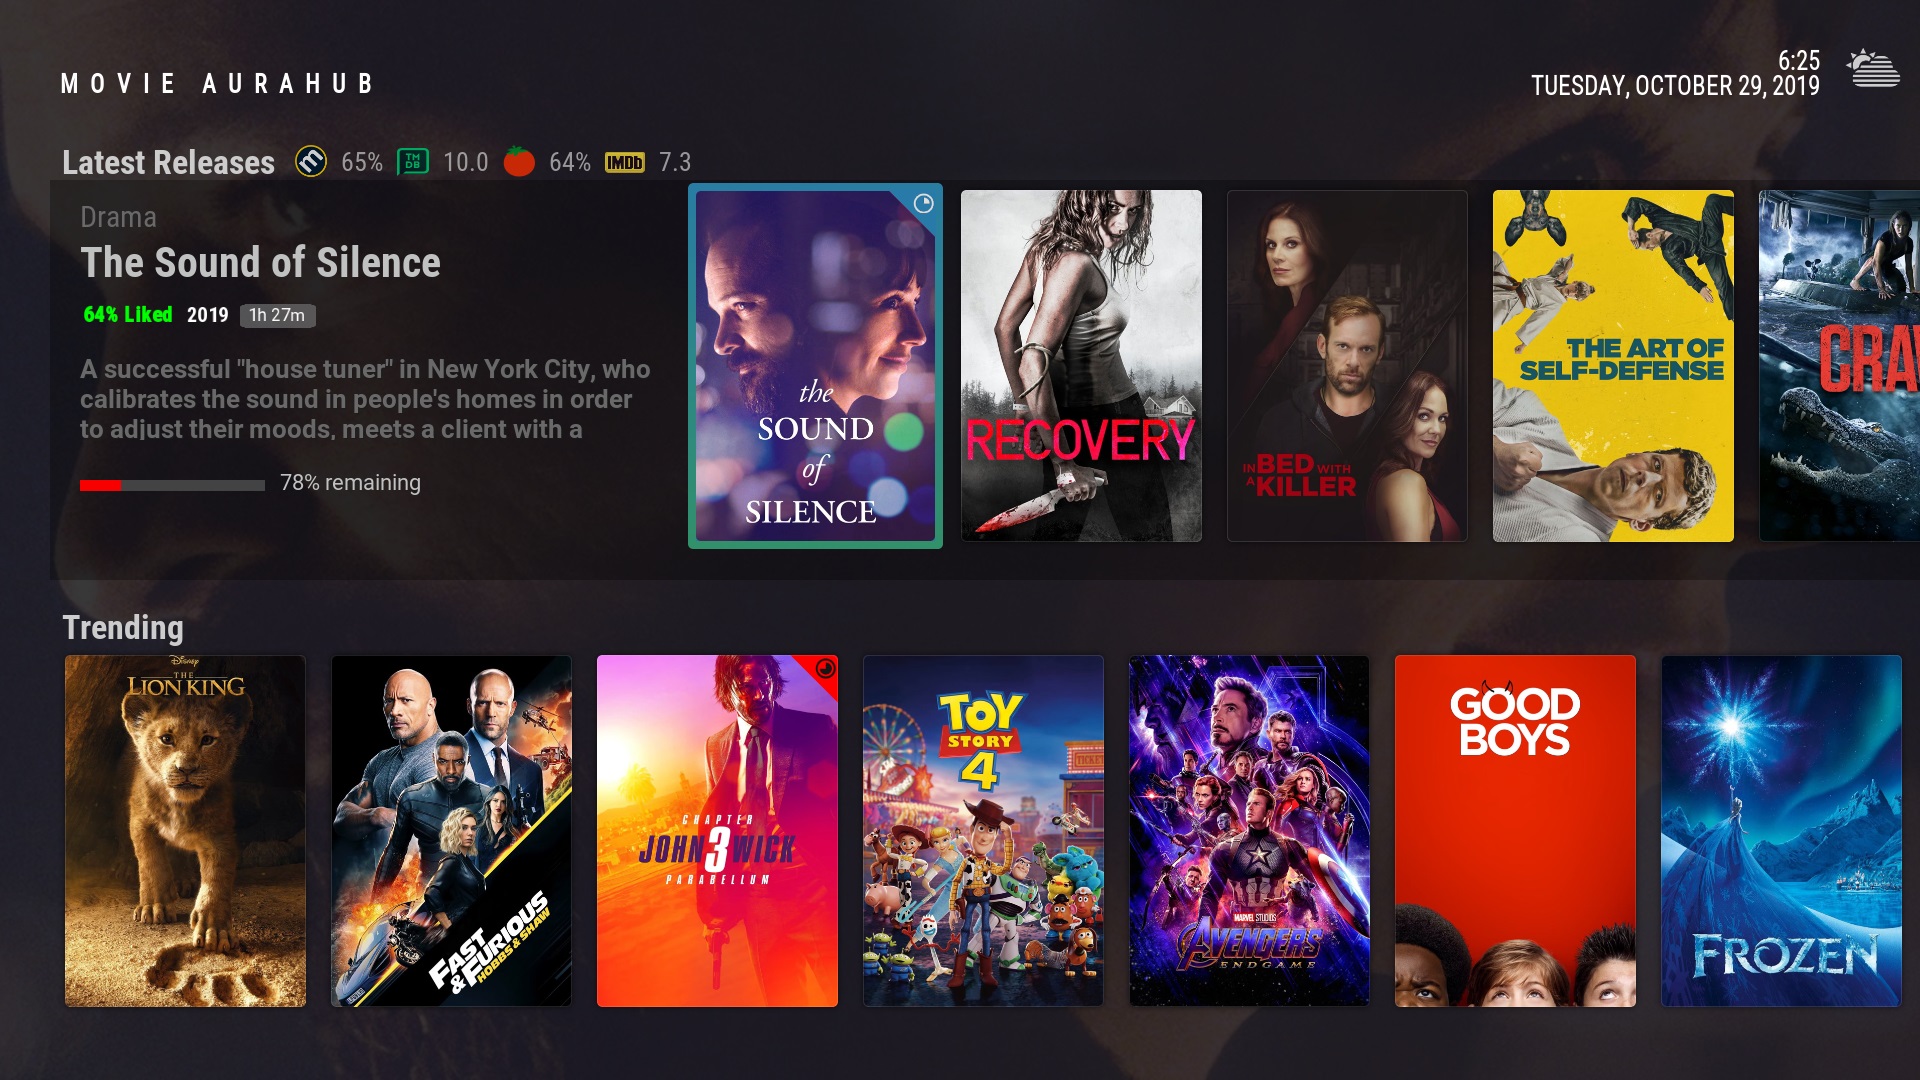 MOVIE AURAHUB
6:25
TUESDAY, OCTOBER 29, 2019
Latest Releases m 65% TMDB 10.0 64% IMDb 7.3
Drama
The Sound of Silence
64% Liked 2019 1h 27m
A successful "house tuner" in New York City, who
calibrates the sound in people's homes in order
to adjust their moods, meets a client with a
78% remaining
the
SOUND
of
SILENCE
RECOVERY
IN BED WITH
A KILLER
THE ART OF
SELF-DEFENSE
CRA
Trending
Disney
THE
LION KING
FAST
& FURIOUS
HOBBS & SHAW
CHAPTER
JOHN 3 WICK
PARABELLUM
TOY
STORY
4
TICKET
MARVEL STUDIOS
AVENGERS
ENDGAME
GOOD
BOYS
FROZEN